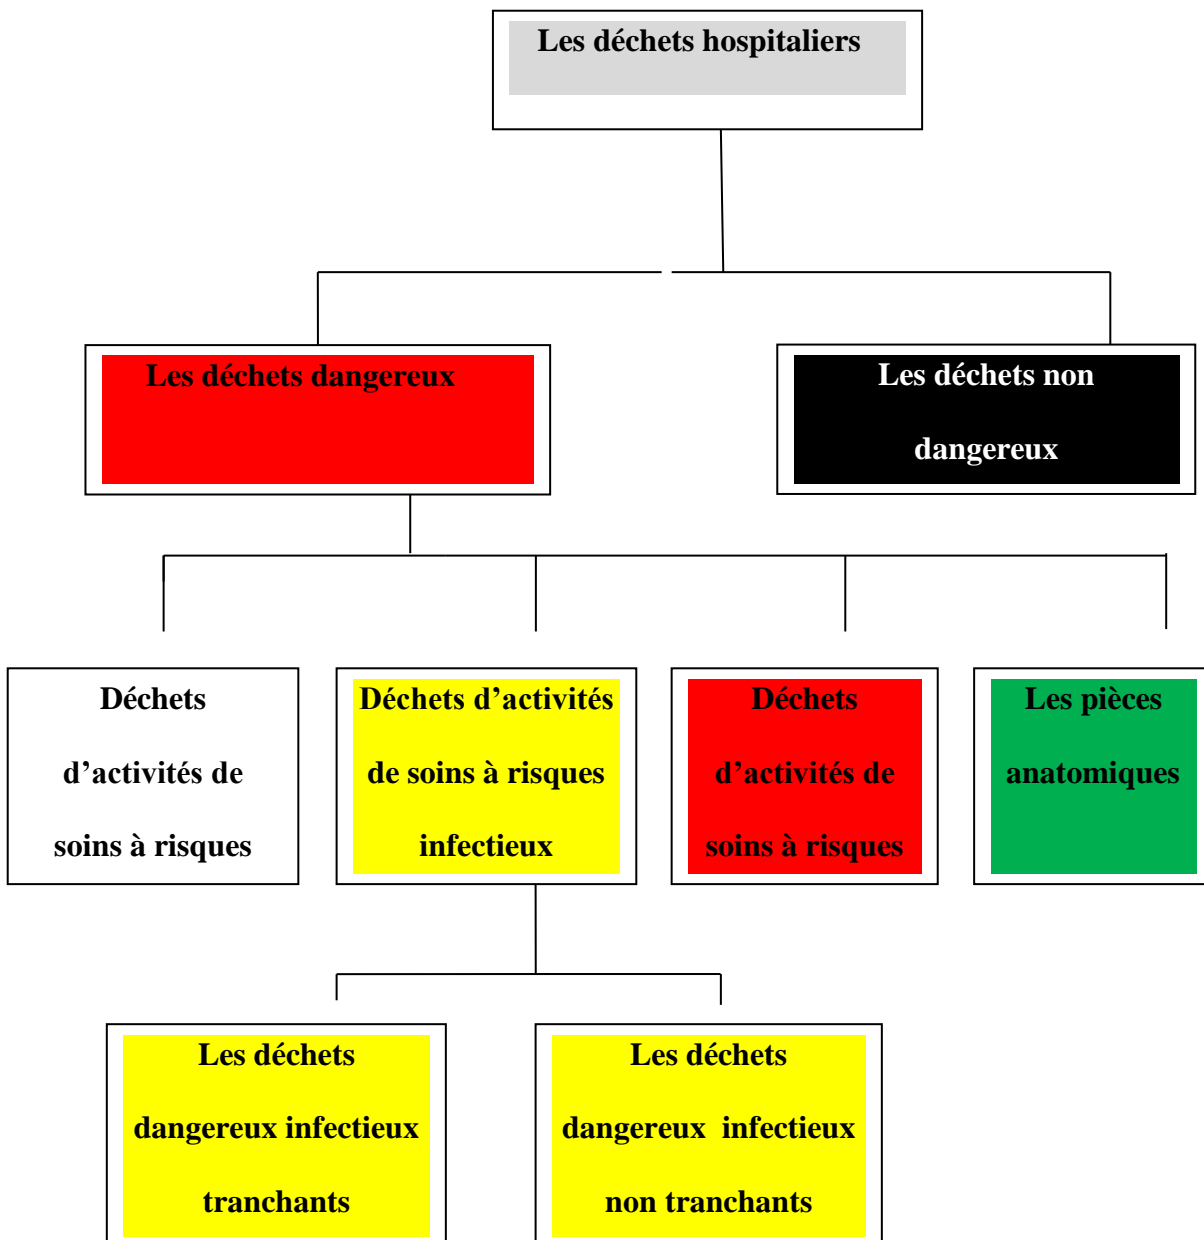 Les déchets hospitaliers
Les déchets dangereux
Les déchets non
dangereux
Déchets
d’activités de
soins à risques
Déchets d’activités
de soins à risques
infectieux
Déchets
d’activités de
soins à risques
Les pièces
anatomiques
Les déchets
dangereux infectieux
tranchants
Les déchets
dangereux infectieux
non tranchants